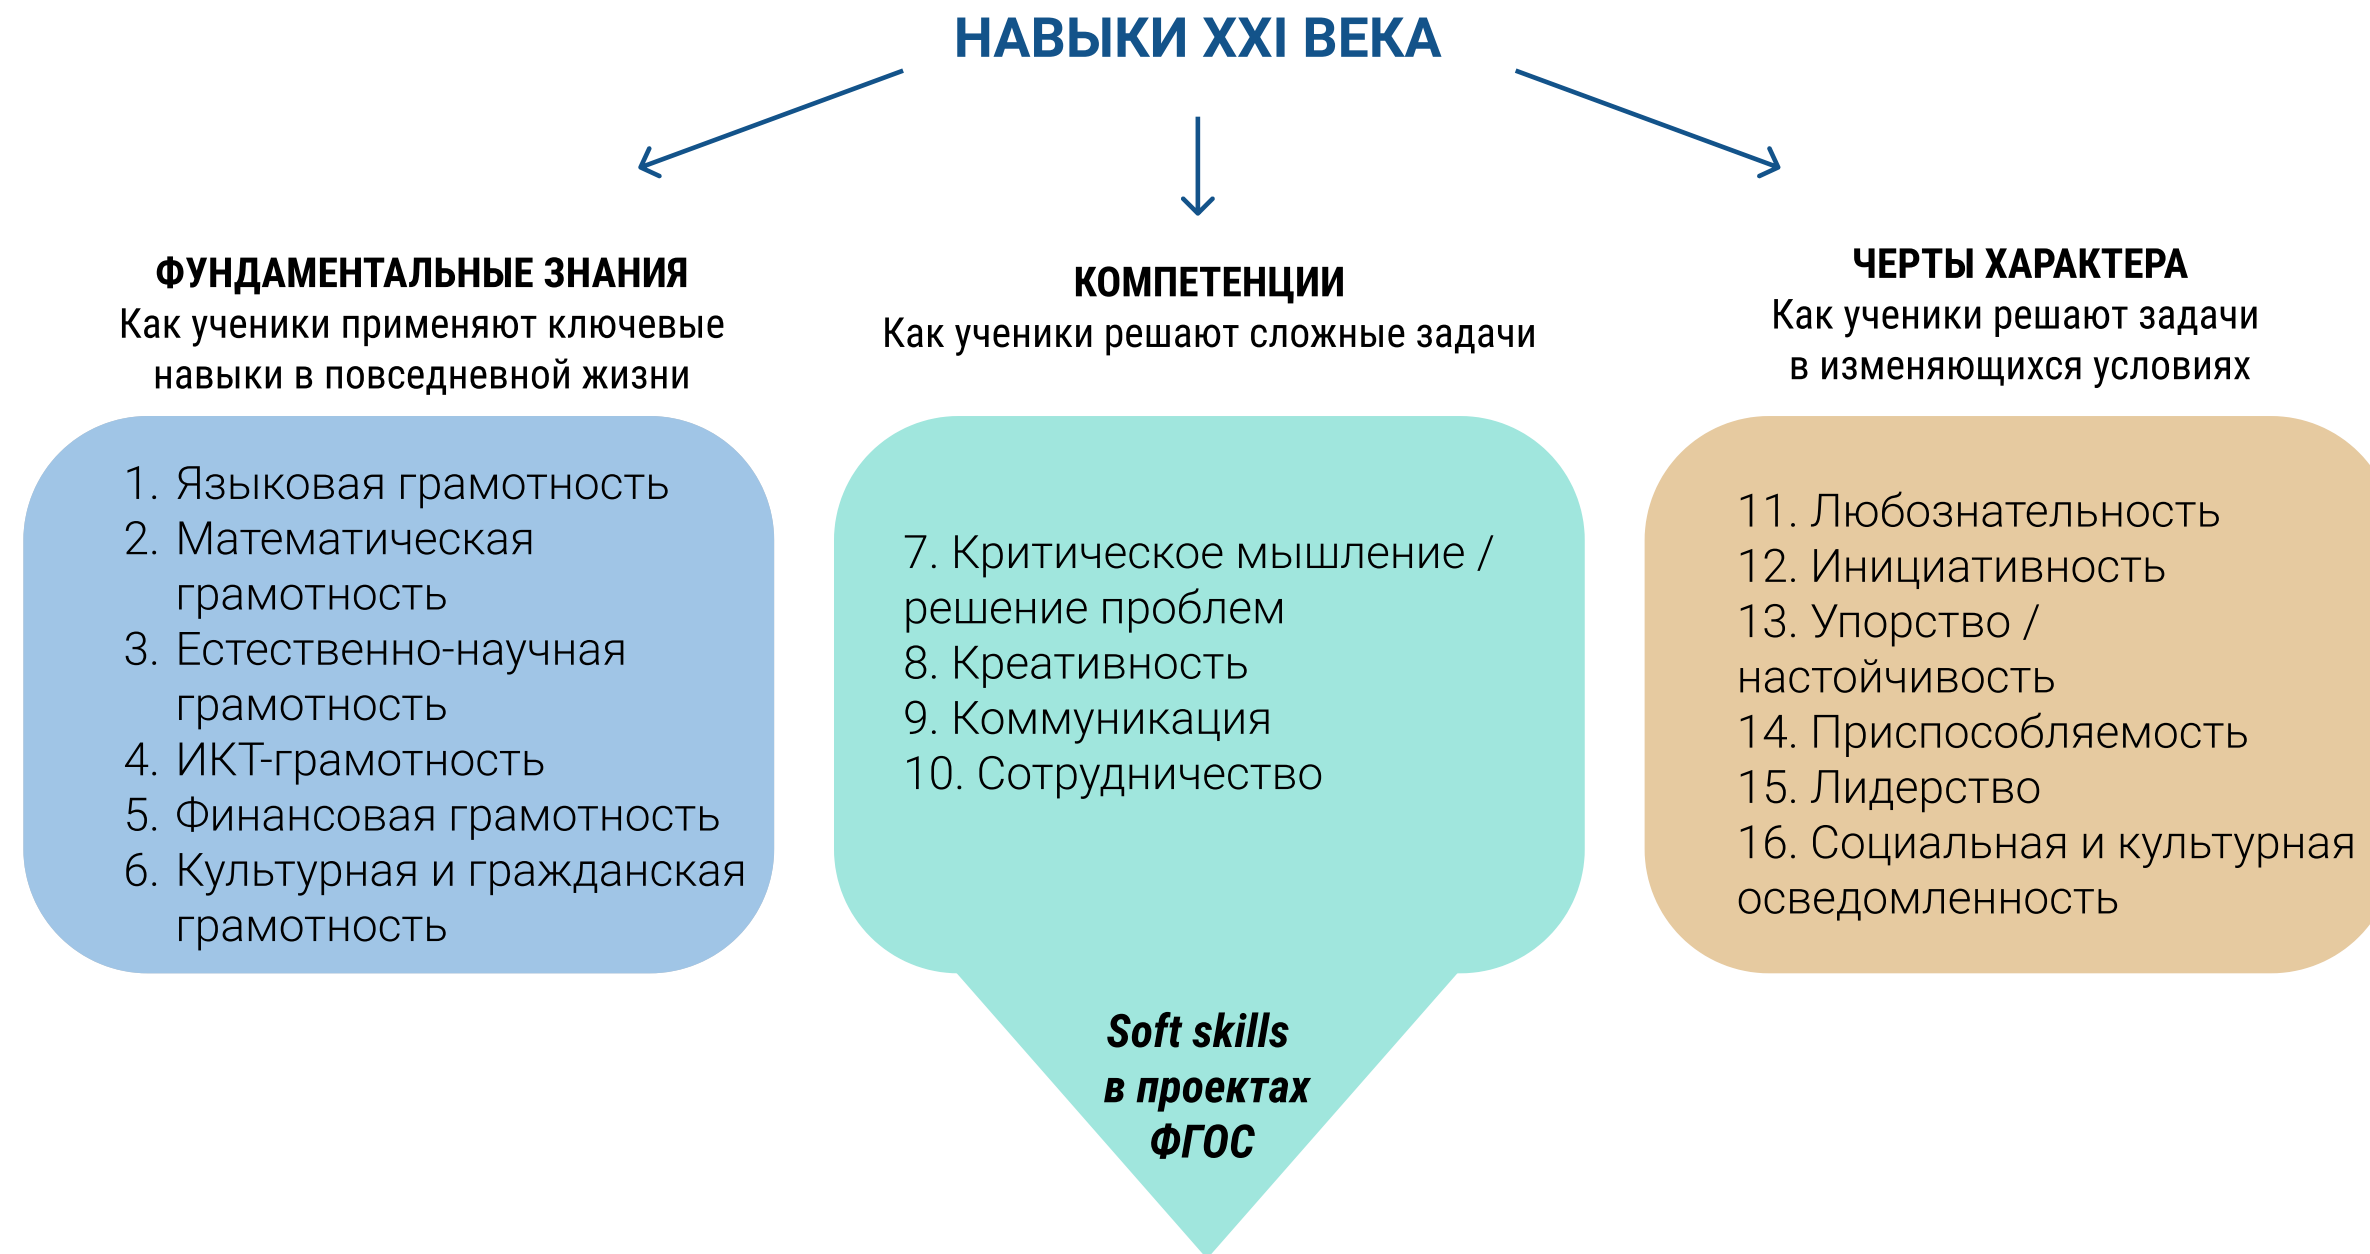 НАВЫКИ XXI ВЕКА
ФУНДАМЕНТАЛЬНЫЕ ЗНАНИЯ
Как ученики применяют ключевые
навыки в повседневной жизни
1. Языковая грамотность
2. Математическая
грамотность
3. Естественно-научная
грамотность
4. ИКТ-грамотность
5. Финансовая грамотность
6. Культурная и гражданская
грамотность
КОМПЕТЕНЦИИ
Как ученики решают сложные задачи
7. Критическое мышление /
решение проблем
8. Креативность
9. Коммуникация
10. Сотрудничество
Soft skills
в проектах
ФГОС
ЧЕРТЫ ХАРАКТЕРА
Как ученики решают задачи
в изменяющихся условиях
11. Любознательность
12. Инициативность
13. Упорство /
настойчивость
14. Приспособляемость
15. Лидерство
16. Социальная и культурная
осведомленность